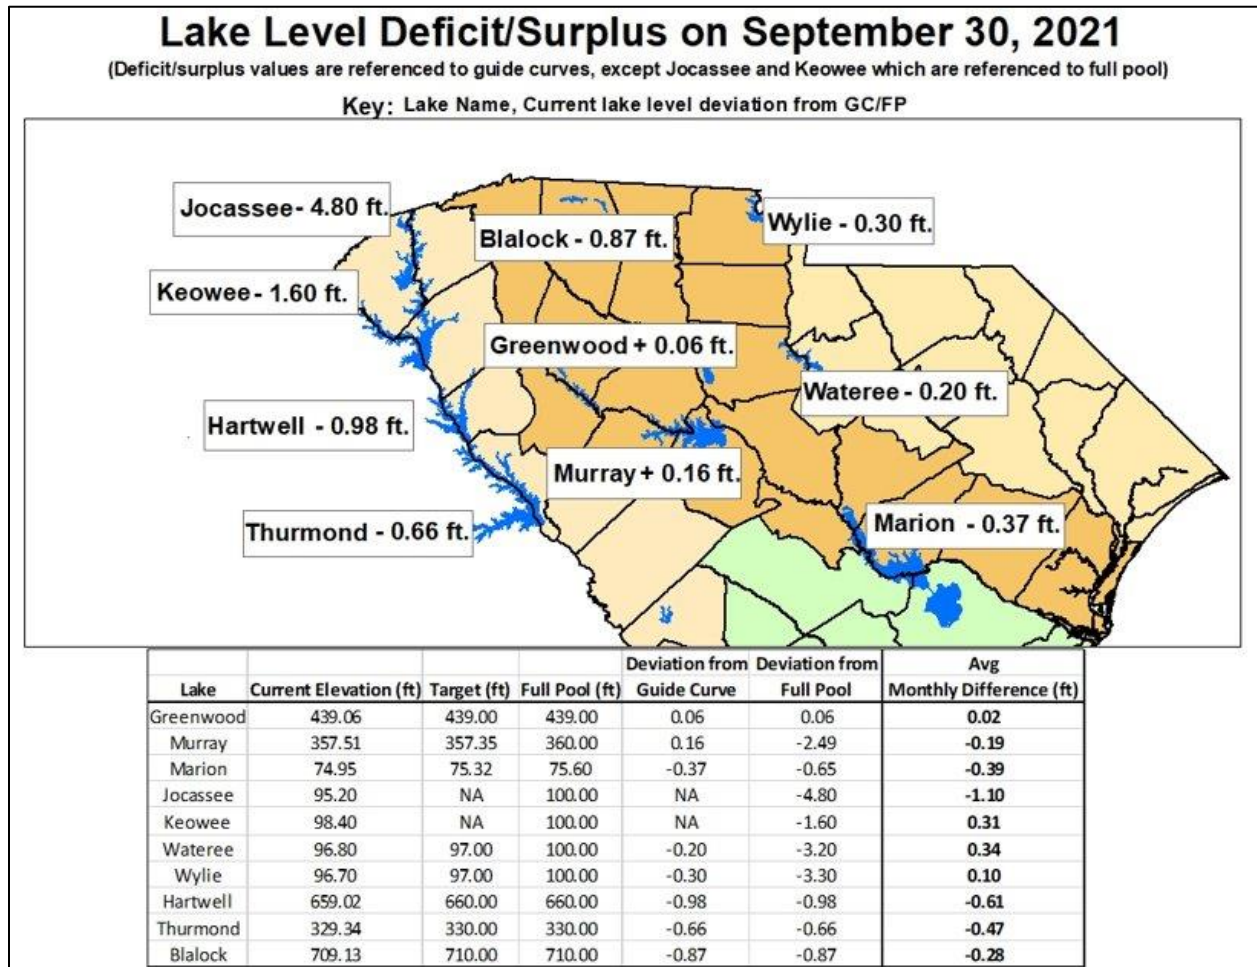 Lake Level Deficit/Surplus on September 30, 2021
(Deficit/surplus values are referenced to guide curves, except Jocassee and Keowee which are referenced to full pool)
Key: Lake Name, Current lake level deviation from GC/FP
Jocassee - 4.80 ft.
Blalock - 0.87 ft.
Wylie - 0.30 ft.
Keowee - 1.60 ft.
Greenwood + 0.06 ft.
Wateree - 0.20 ft.
Hartwell - 0.98 ft.
Murray + 0.16 ft.
Thurmond - 0.66 ft.
Marion - 0.37 ft.
Deviation from Deviation from Avg
Lake Current Elevation (ft) Target (ft) Full Pool (ft) Guide Curve Full Pool Monthly Difference (ft)
Greenwood 439.06 439.00 439.00 0.06 0.06 0.02
Murray 357.51 357.35 360.00 0.16 -2.49 -0.19
Marion 74.95 75.32 75.60 -0.37 -0.65 -0.39
Jocassee 95.20 NA 100.00 NA -4.80 -1.10
Keowee 98.40 NA 100.00 NA -1.60 0.31
Wateree 96.80 97.00 100.00 -0.20 -3.20 0.34
Wylie 96.70 97.00 100.00 -0.30 -3.30 0.10
Hartwell 659.02 660.00 660.00 -0.98 -0.98 -0.61
Thurmond 329.34 330.00 330.00 -0.66 -0.66 -0.47
Blalock 709.13 710.00 710.00 -0.87 -0.87 -0.28